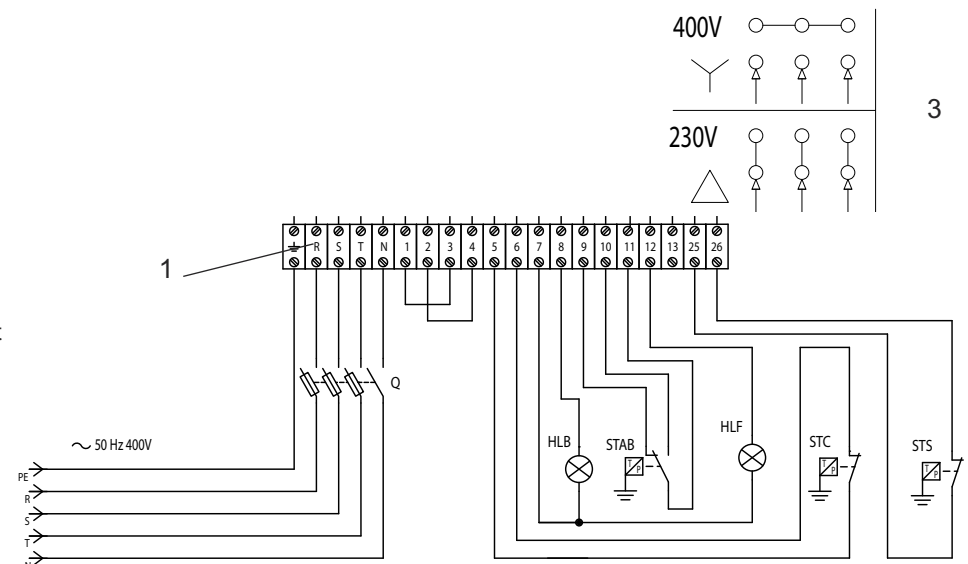 400V
3
230V
R S T N 1 2 3 4 5 6 7 8 9 10 11 12 13 25 26
1
Q
50 Hz 400V
HLB STAB HLF STC STS
T P T P T P
PE
R
S
T
N